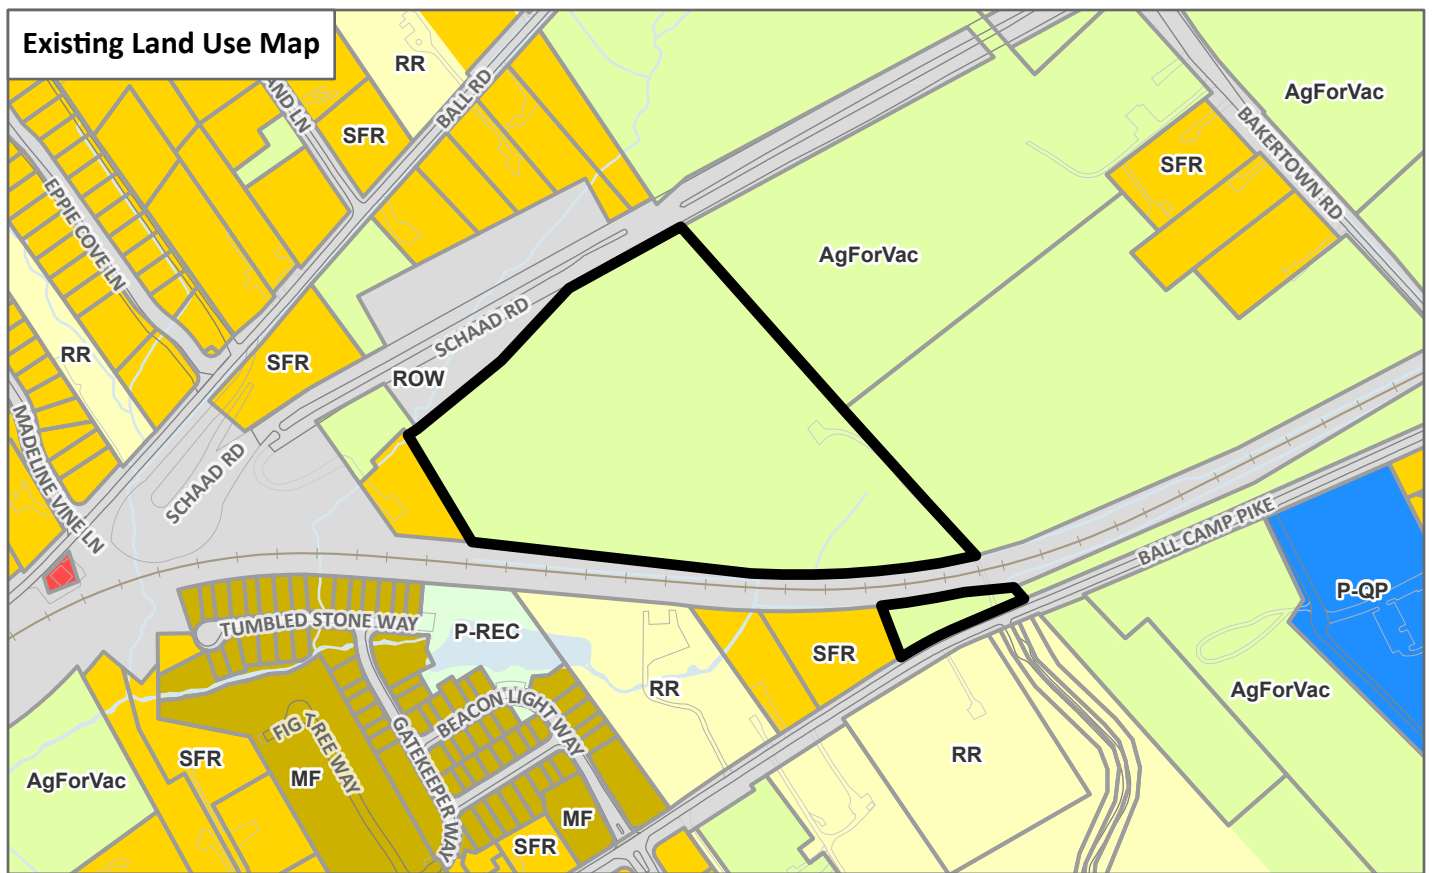 Existing Land Use Map
RR
AND LN
SFR
BALL RD
AgForVac
BAKERTOWN RD
SFR
EPPIE COVE LN
AgForVac
RR
SFR
SCHAAD RD
ROW
MADELINE VINE LN
SCHAAD RD
BALL CAMP PIKE
P-QP
TUMBLED STONE WAY
P-REC
SFR
RR
AgForVac
BEACON LIGHT WAY
GATEKEEPER WAY
FIG TREE WAY
SFR
MF
AgForVac
RR
MF
SFR